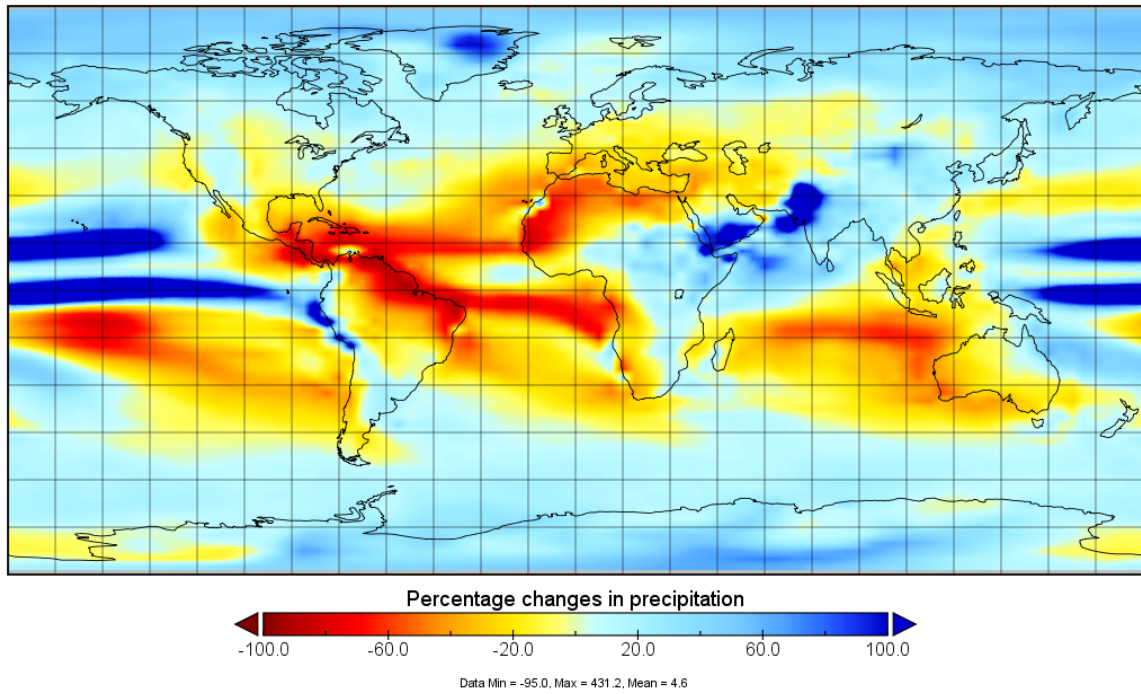 Percentage changes in precipitation
-100.0 -60.0 -20.0 20.0 60.0 100.0
Data Min = -95.0, Max = 431.2, Mean = 4.6